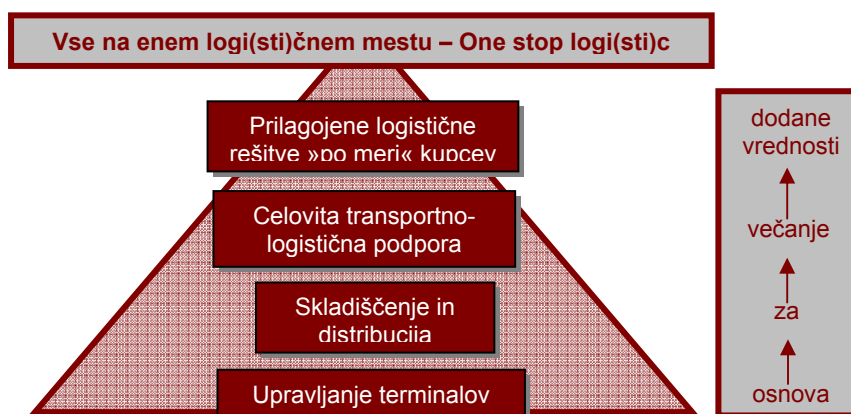 Vse na enem logi(sti)čnem mestu – One stop logi(sti)c
Prilagojene logistične
rešitve »po meri« kupcev
Celovita transportno-
logistična podpora
Skladiščenje in
distribucija
Upravljanje terminalov
dodane
vrednosti
večanje
za
osnova